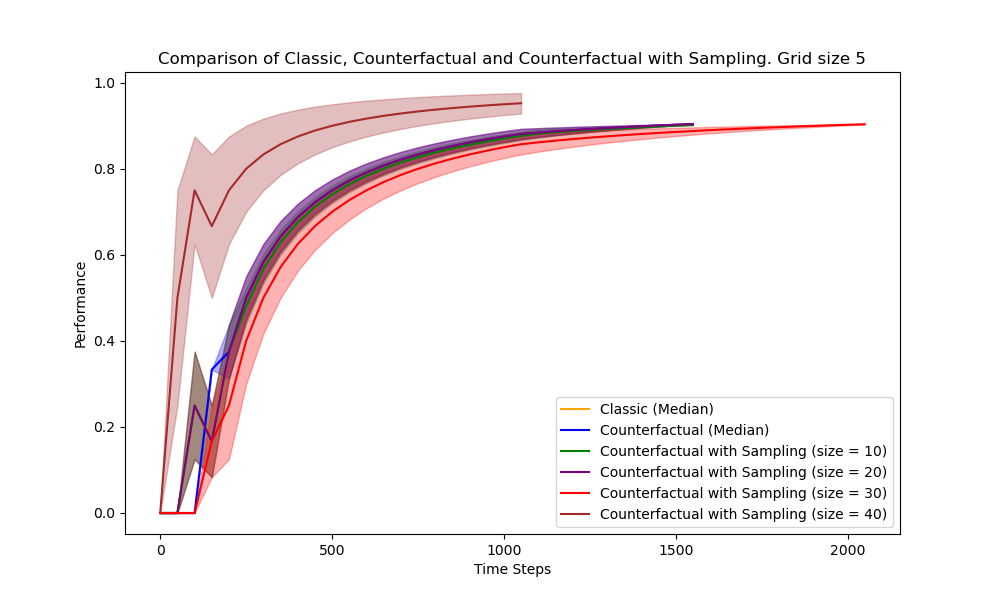 Comparison of Classic, Counterfactual and Counterfactual with Sampling. Grid size 5
1.0
0.8
0.6
0.4
0.2
0.0
Performance
0
500
1000
1500
2000
Time Steps
Classic (Median)
Counterfactual (Median)
Counterfactual with Sampling (size = 10)
Counterfactual with Sampling (size = 20)
Counterfactual with Sampling (size = 30)
Counterfactual with Sampling (size = 40)